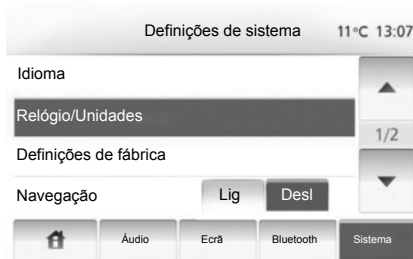 Definições de sistema 11°C 13:07
Idioma
Relógio/Unidades
1/2
Definições de fábrica
Navegação Lig Desl
Áudio Ecrã Bluetooth Sistema